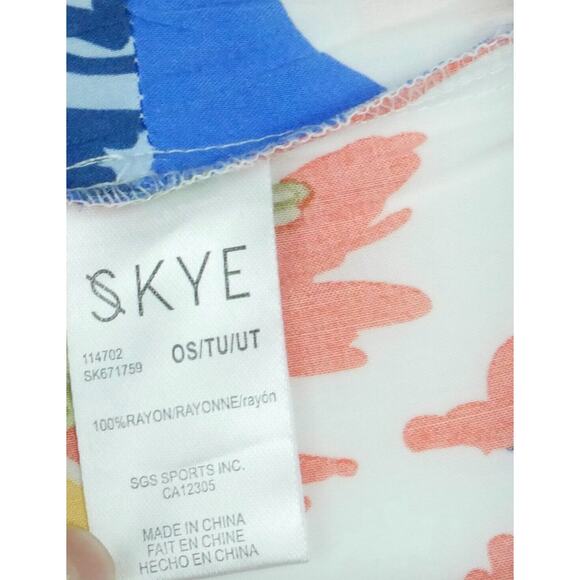 SKYE
114702
SK671759
OS/TU/UT
100%RAYON/RAYONNE/rayón
SGS SPORTS INC.
CA12305
MADE IN CHINA
FAIT EN CHINE
HECHO EN CHINA